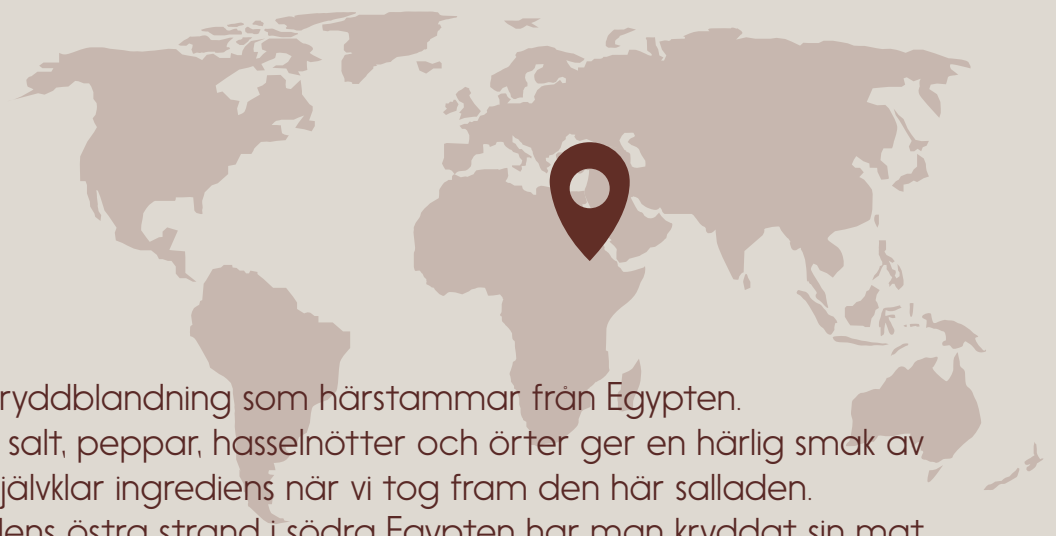 ryddblandning som härstammar från Egypten.
salt, peppar, hasselnötter och örter ger en härlig smak av
jälvklar ingrediens när vi tog fram den här salladen.
lens östra strand i södra Egypten har man kryddat sin mat